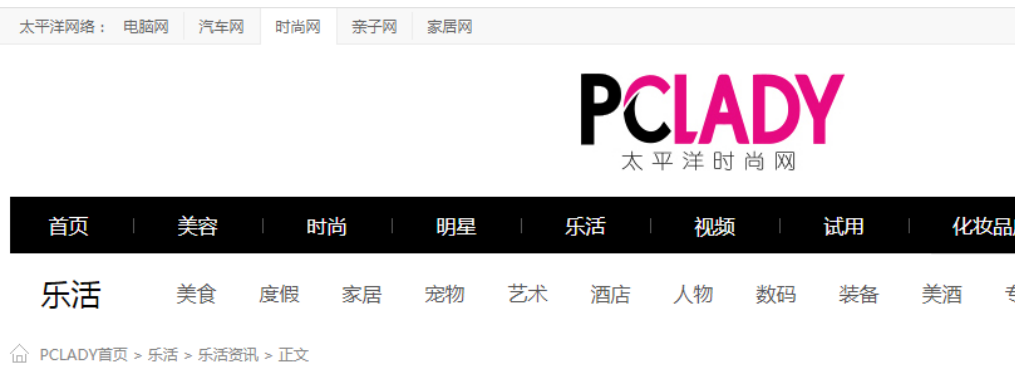 太平洋网络： 电脑网 汽车网 时尚网 亲子网 家居网
PCLADY
太平洋时尚网
首页 美容 时尚 明星 乐活 视频 试用 化妆品
乐活 美食 度假 家居 宠物 艺术 酒店 人物 数码 装备 美酒
PCLADY首页 > 乐活 > 乐活资讯 > 正文